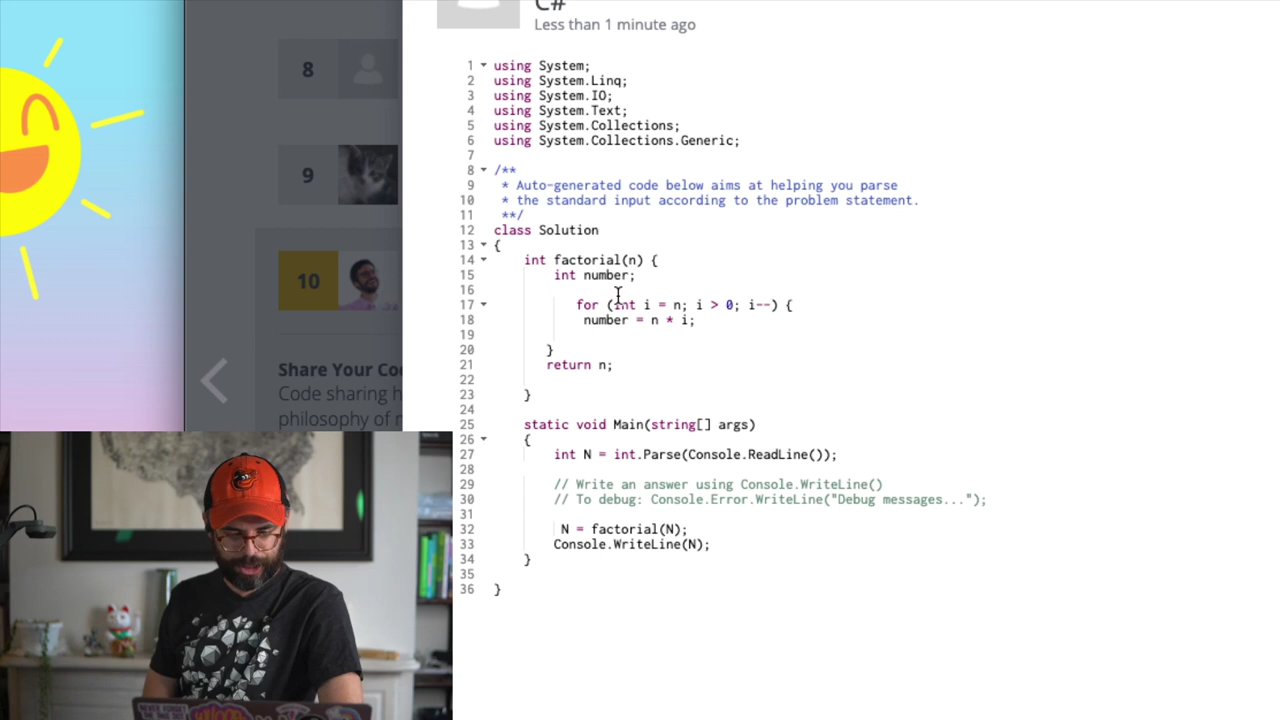 C#
Less than 1 minute ago
8
9
10
Share Your Co
Code sharing h
philosophy of
1 using System;
2 using System.Linq;
3 using System.IO;
4 using System.Text;
5 using System.Collections;
6 using System.Collections.Generic;
7
8 /**
9 * Auto-generated code below aims at helping you parse
10 * the standard input according to the problem statement.
11 **/
12 class Solution
13 {
14 int factorial(n) {
15 int number;
16
17 for (int i = n; i > 0; i--) {
18 number = n * i;
19
20 }
21 return n;
22
23 }
24
25 static void Main(string[] args)
26 {
27 int N = int.Parse(Console.ReadLine());
28
29 // Write an answer using Console.WriteLine()
30 // To debug: Console.Error.WriteLine("Debug messages...");
31
32 N = factorial(N);
33 Console.WriteLine(N);
34 }
35
36 }